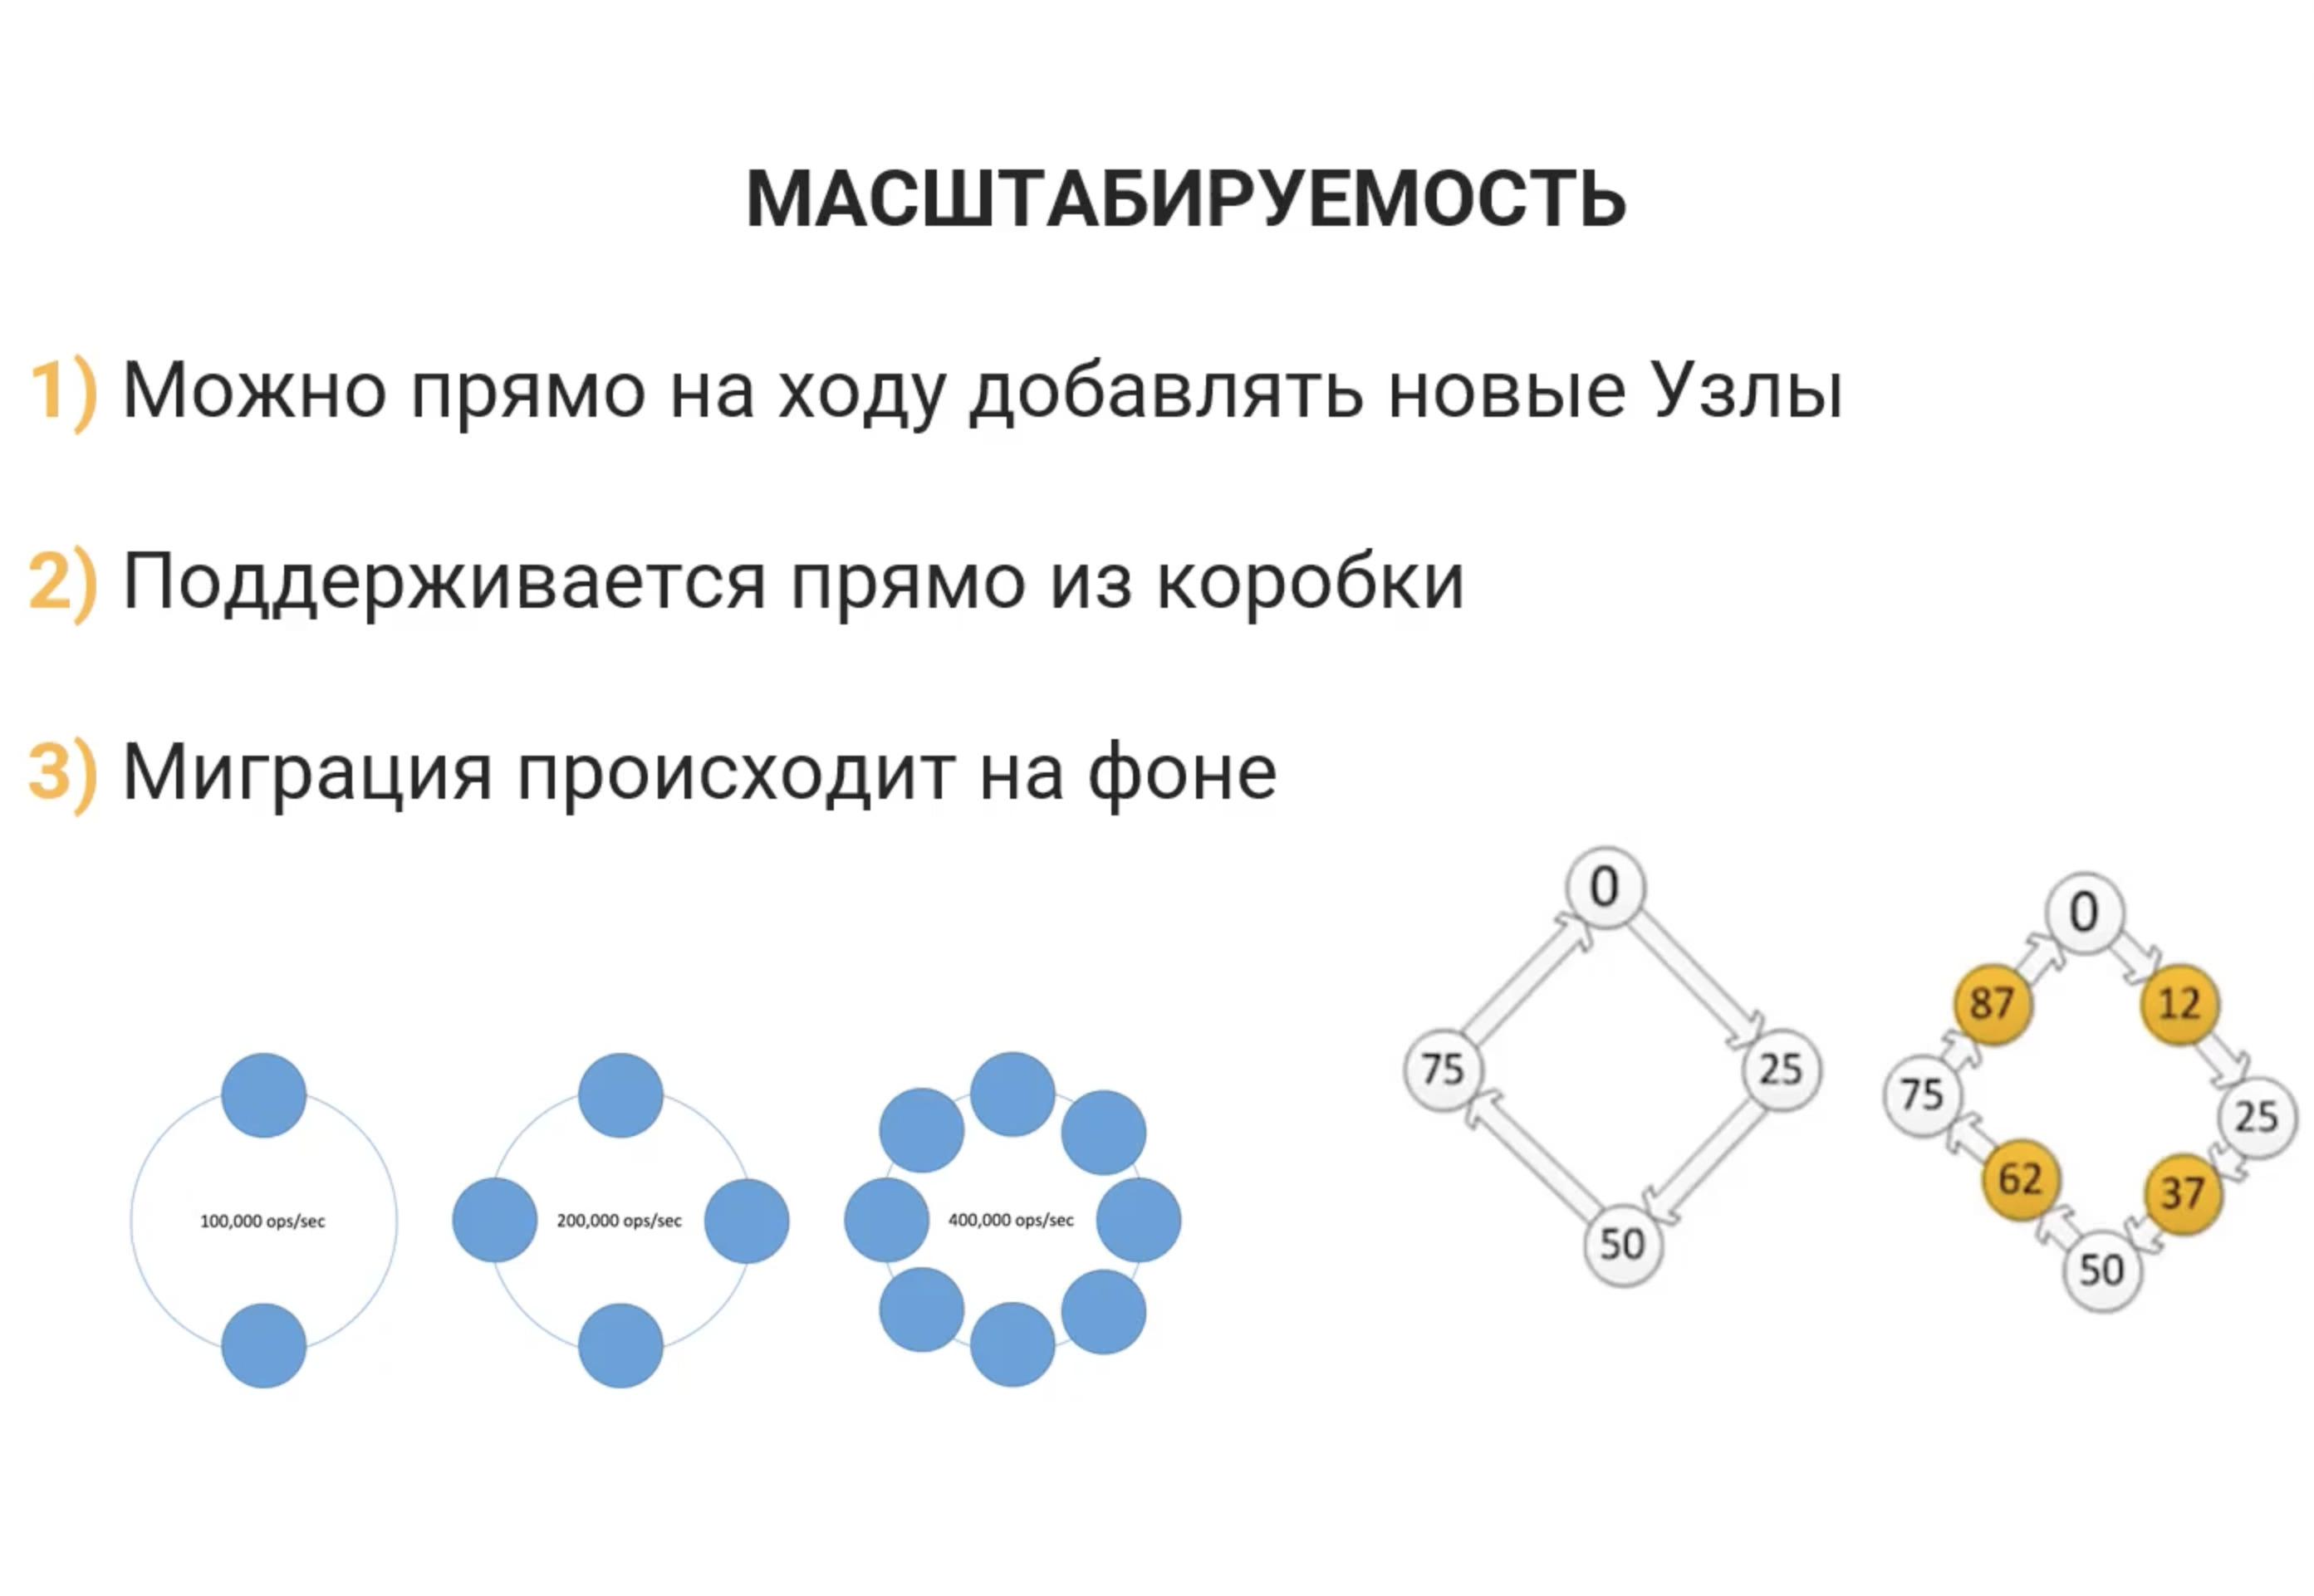 МАСШТАБИРУЕМОСТЬ
1) Можно прямо на ходу добавлять новые Узлы
2) Поддерживается прямо из коробки
3) Миграция происходит на фоне
100,000 ops/sec
200,000 ops/sec
400,000 ops/sec
0
25
50
75
0
12
25
37
50
62
75
87